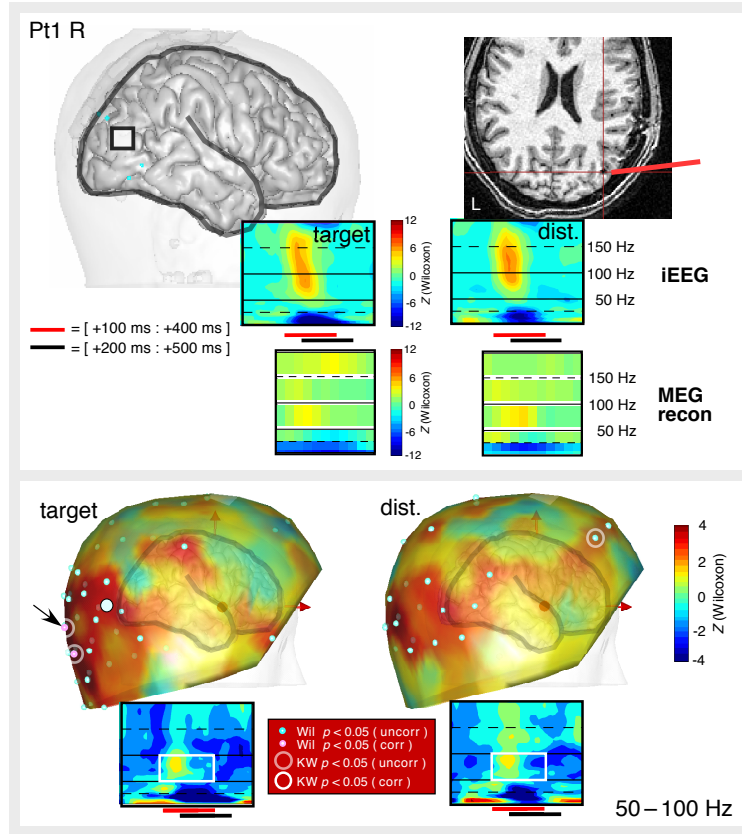 Pt1 R
L
target
dist.
12
6
0
-6
-12
Z (Wilcoxon)
12
6
0
-6
-12
Z (Wilcoxon)
150 Hz
100 Hz
50 Hz
iEEG
= [ +100 ms : +400 ms ]
= [ +200 ms : +500 ms ]
150 Hz
100 Hz
50 Hz
MEG
recon
target
dist.
4
2
0
-2
-4
Z (Wilcoxon)
Wil p < 0.05 ( uncorr )
Wil p < 0.05 ( corr )
KW p < 0.05 ( uncorr )
KW p < 0.05 ( corr )
50 – 100 Hz